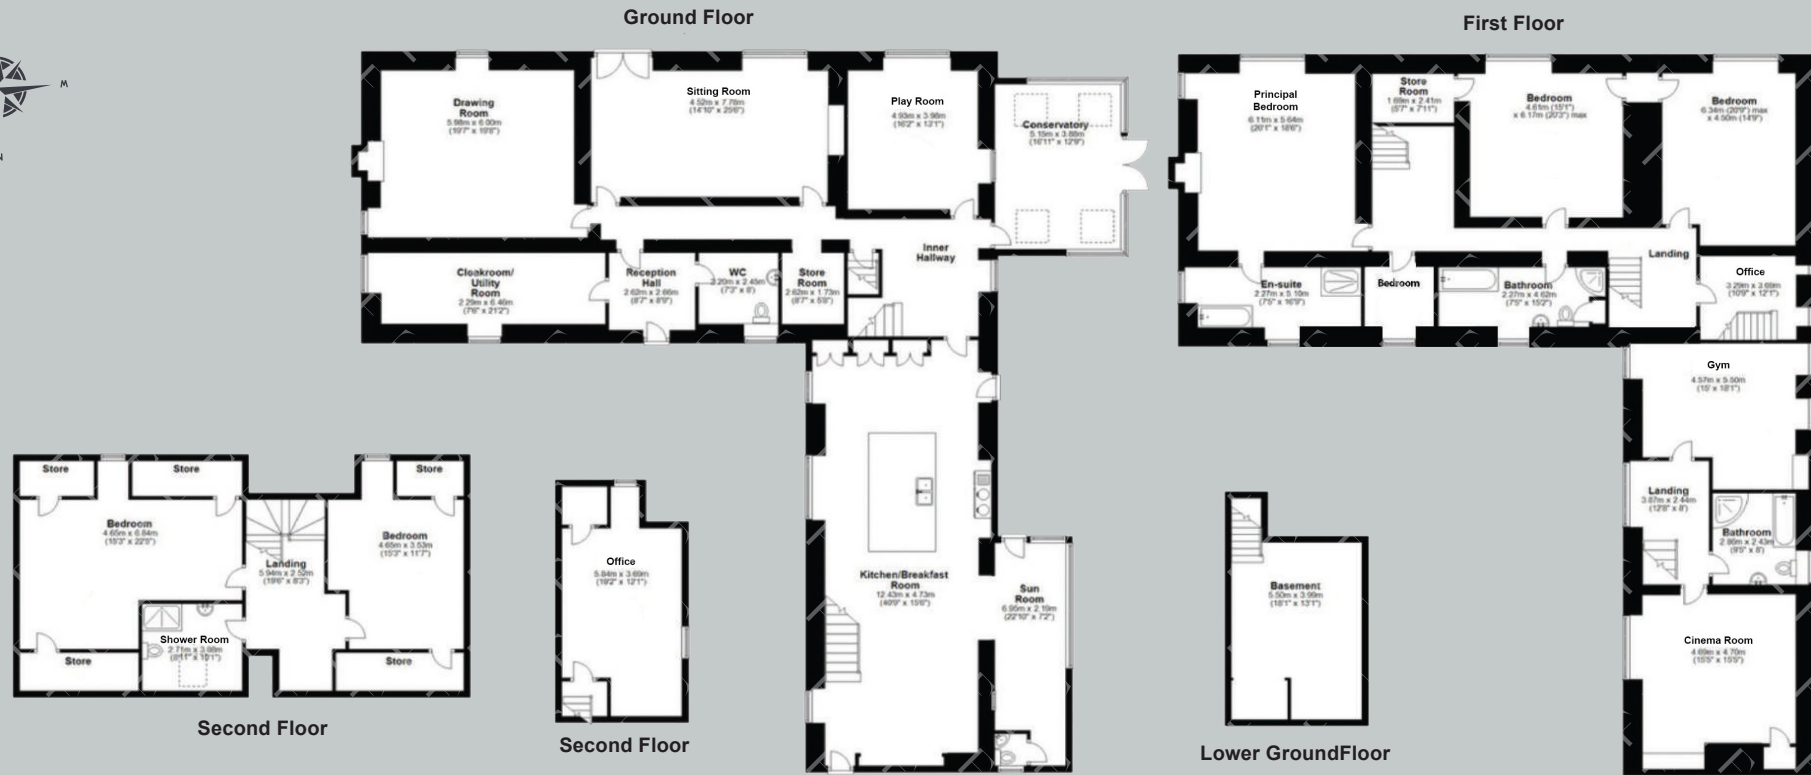 Ground Floor
First Floor
M
N
Drawing
Room
5.98m x 6.00m
(19'7" x 19'8")
Sitting Room
4.52m x 7.78m
(14'10" x 25'6")
Play Room
4.93m x 3.98m
(16'2" x 13'1")
Conservatory
5.15m x 3.88m
(16'11" x 12'9")
Inner
Hallway
Cloakroom/
Utility
Room
2.29m x 6.46m
(7'6" x 21'2")
Reception
Hall
2.62m x 2.66m
(8'7" x 8'9")
WC
2.20m x 2.45m
(7'3" x 8')
Store
Room
2.62m x 1.73m
(8'7" x 5'8")
Kitchen/Breakfast
Room
12.43m x 4.73m
(40'9" x 15'6")
Sun
Room
6.95m x 2.19m
(22'10" x 7'2")
Principal
Bedroom
6.11m x 5.64m
(20'1" x 18'6")
Store
Room
1.69m x 2.41m
(5'7" x 7'11")
Bedroom
4.61m (15'1")
x 6.17m (20'3") max
Bedroom
6.34m (20'9") max
x 4.50m (14'9")
En-suite
2.27m x 5.10m
(7'5" x 16'9")
Bedroom
Bathroom
2.27m x 4.62m
(7'5" x 15'2")
Landing
Office
3.29m x 3.69m
(10'9" x 12'1")
Gym
4.57m x 5.50m
(15' x 18'1")
Landing
3.87m x 2.44m
(12'8" x 8')
Bathroom
2.86m x 2.43m
(9'5" x 8')
Cinema Room
4.69m x 4.70m
(15'5" x 15'5")
Store
Store
Store
Bedroom
4.65m x 6.84m
(15'3" x 22'5")
Landing
5.94m x 2.52m
(19'6" x 8'3")
Bedroom
4.65m x 3.53m
(15'3" x 11'7")
Shower Room
2.71m x 3.08m
(8'11" x 10'1")
Store
Store
Second Floor
Office
5.84m x 3.69m
(19'2" x 12'1")
Second Floor
Basement
5.50m x 3.99m
(18'1" x 13'1")
Lower GroundFloor